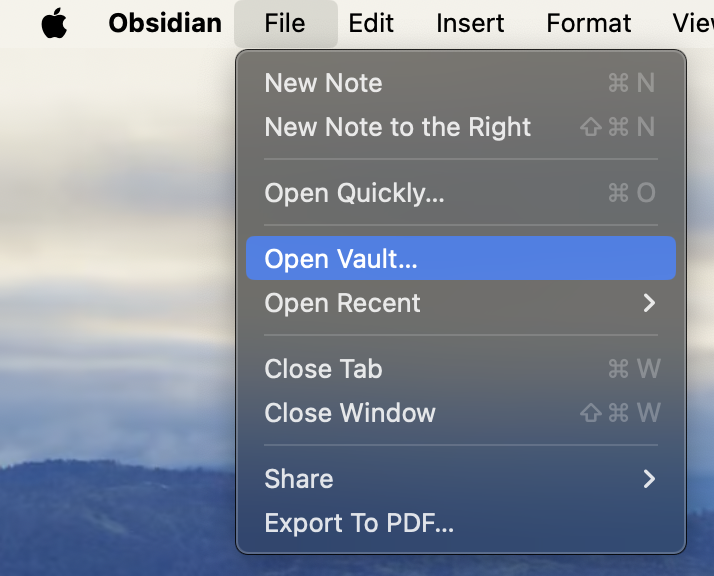 Obsidian File Edit Insert Format Vie
New Note ⌘ N
New Note to the Right ⇧ ⌘ N
Open Quickly... ⌘ O
Open Vault...
Open Recent
Close Tab ⌘ W
Close Window ⇧ ⌘ W
Share
Export To PDF...